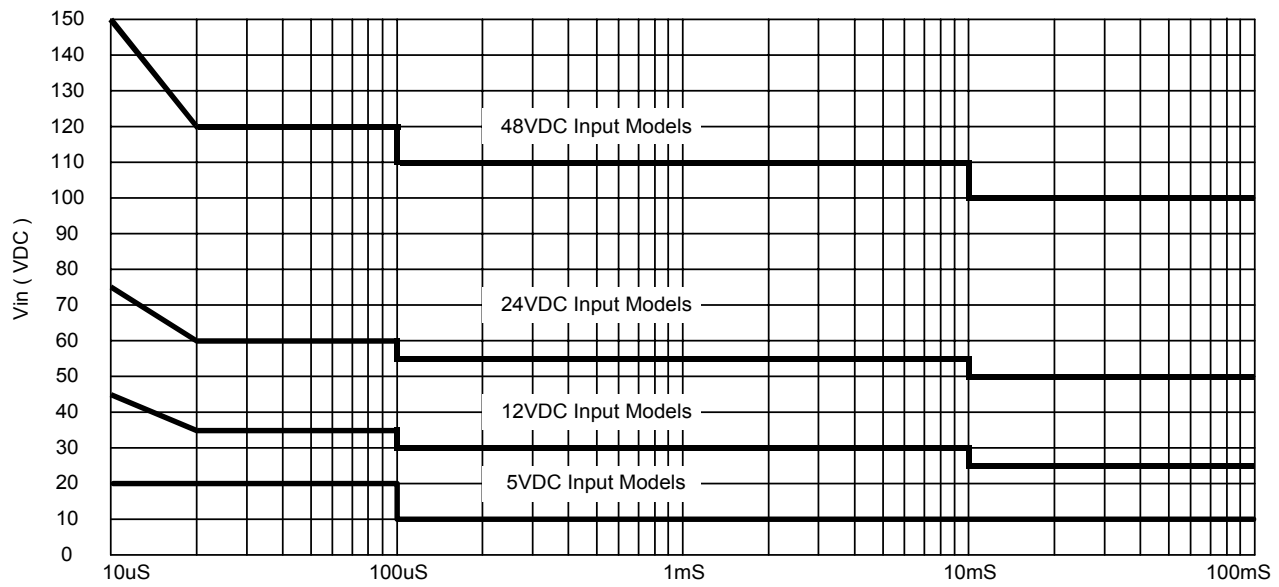 150
140
130
120
110
100
90
80
70
60
50
40
30
20
10
0
Vin ( VDC )
48VDC Input Models
24VDC Input Models
12VDC Input Models
5VDC Input Models
10uS 100uS 1mS 10mS 100mS